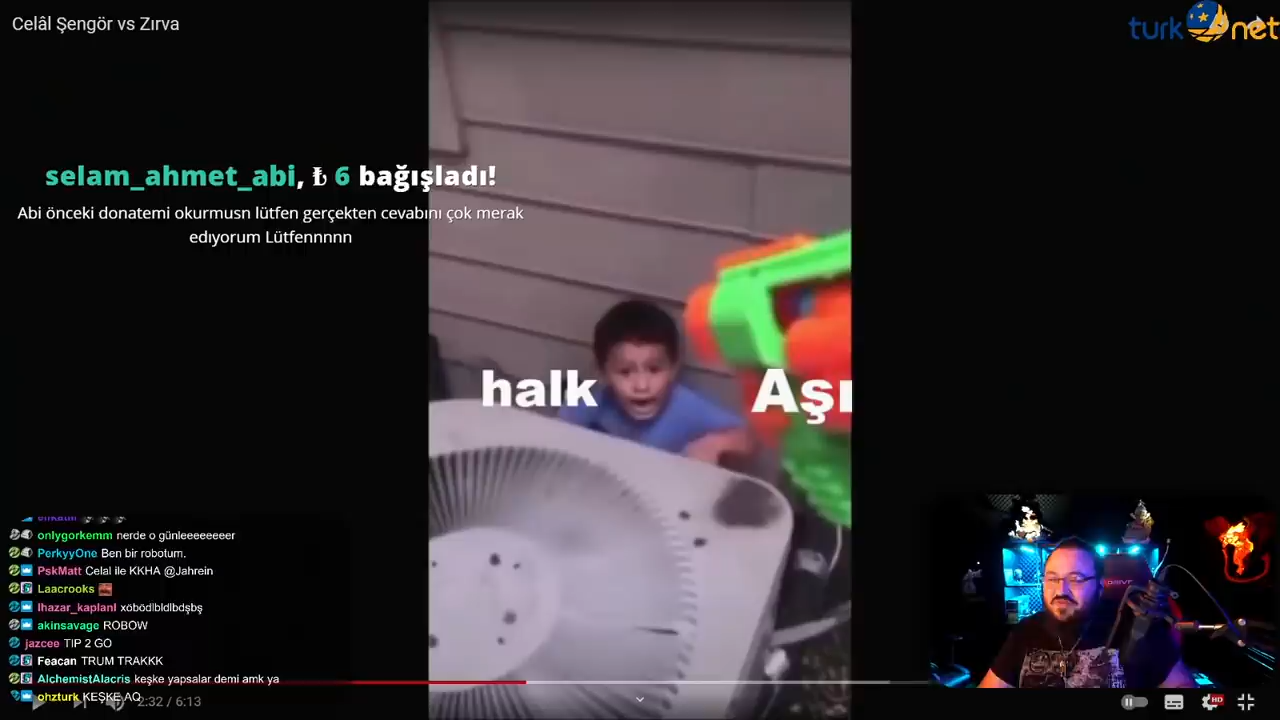 Celâl Şengör vs Zırva
turk net
selam_ahmet_abi, ₺ 6 bağışladı!
Abi önceki donatemi okurmusn lütfen gerçekten cevabını çok merak
edıyorum Lütfennnnn
halk
Aşı
onlygorkemm nerde o günleeeeeeeer
PerkyyOne Ben bir robotum.
PskMatt Celal ile KKHA @Jahrein
Laacrooks
lhazar_kaplanl xöbödlbldlbdşbş
akinsavage ROBOW
jazcee TIP 2 GO
Feacan TRUM TRAKKK
AlchemistAlacris keşke yapsalar demi amk ya
ohzturk KEŞKE AQ
2:32 / 6:13
HD